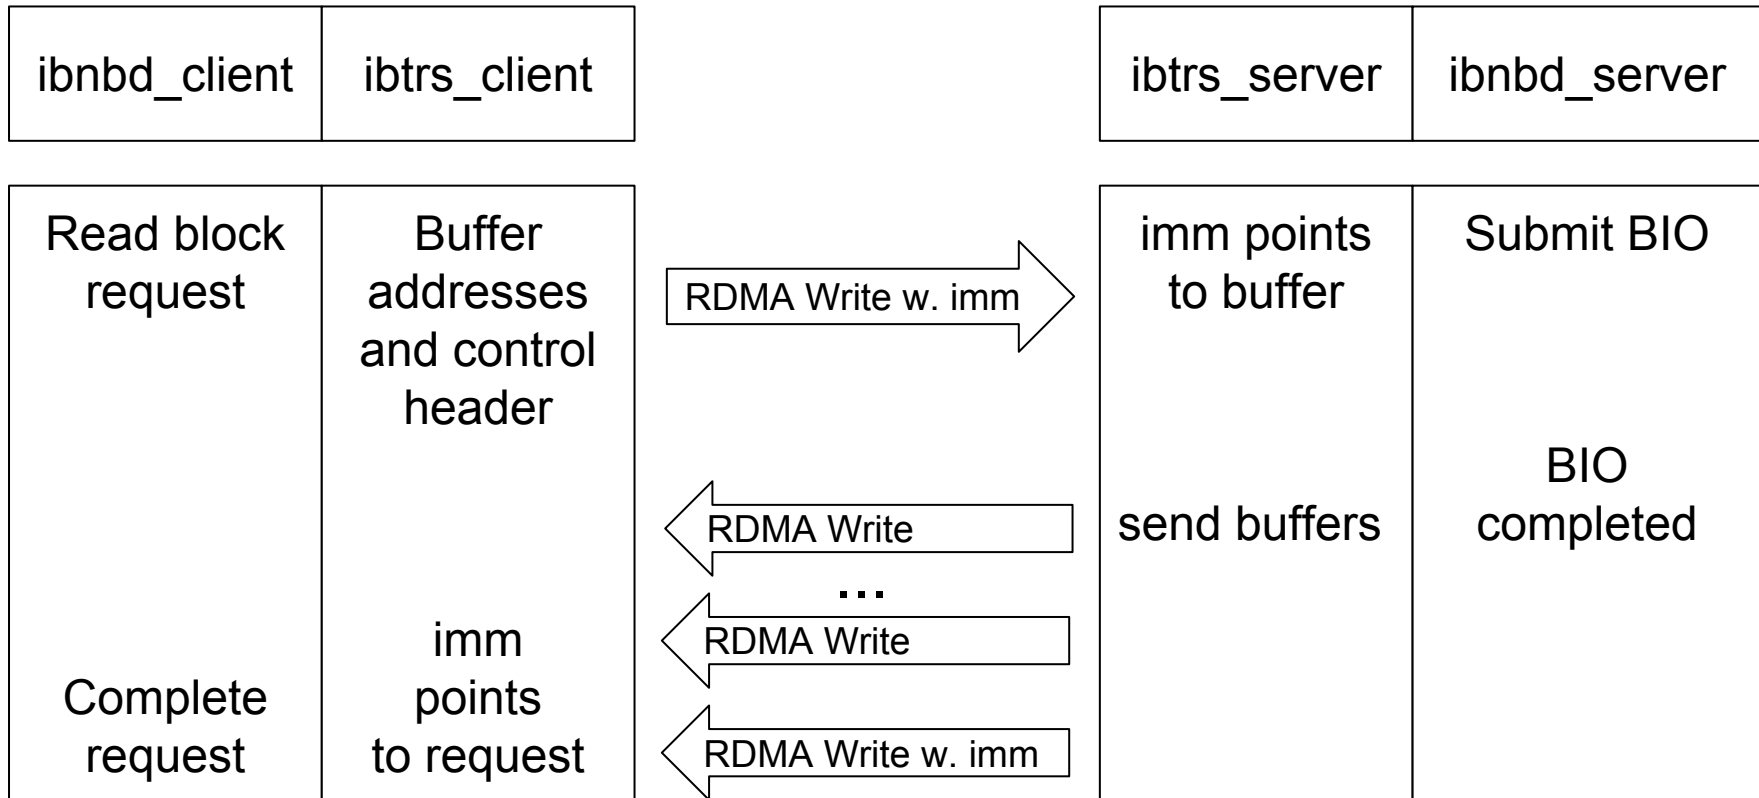 ibnbd_client
ibtrs_client
ibtrs_server
ibnbd_server
Read block
request
Buffer
addresses
and control
header
RDMA Write w. imm
imm points
to buffer
Submit BIO
BIO
completed
send buffers
RDMA Write
...
RDMA Write
imm
points
to request
Complete
request
RDMA Write w. imm